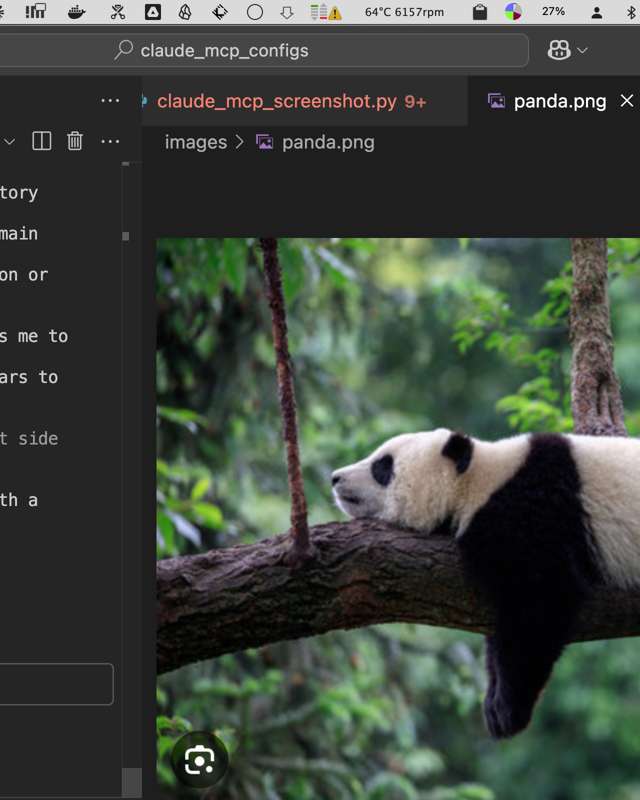 64°C 6157rpm
27%
claude_mcp_configs
claude_mcp_screenshot.py 9+
panda.png
images > panda.png
tory
main
on or
s me to
ars to
t side
th a